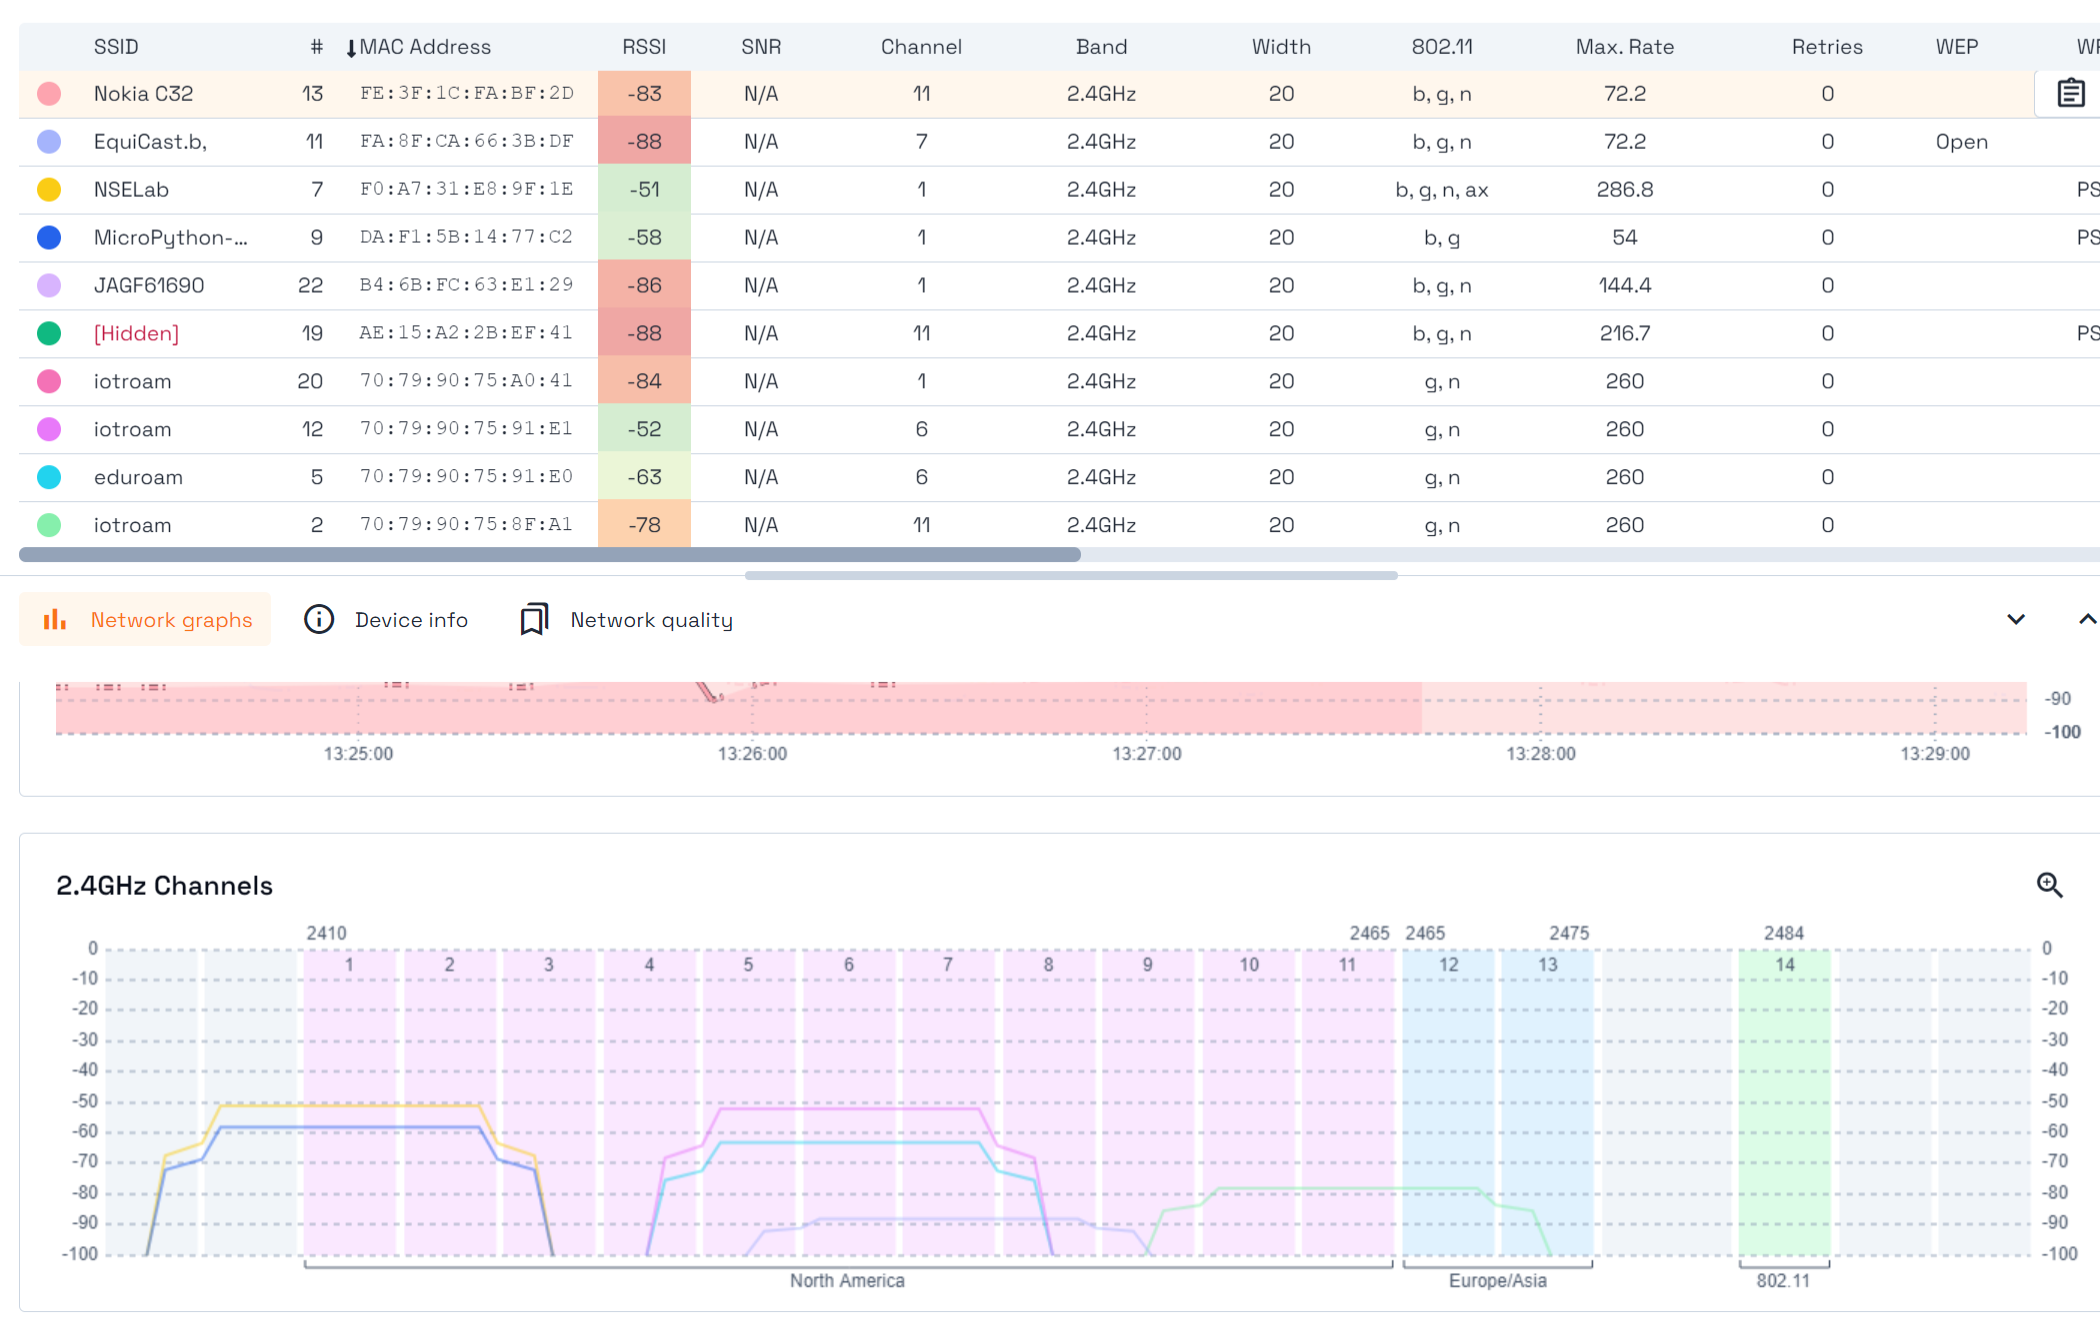 SSID # MAC Address RSSI SNR Channel Band Width 802.11 Max. Rate Retries WEP
Nokia C32 13 FE:3F:1C:FA:BF:2D -83 N/A 11 2.4GHz 20 b, g, n 72.2 0
EquiCast.b, 11 FA:8F:CA:66:3B:DF -88 N/A 7 2.4GHz 20 b, g, n 72.2 0 Open
NSELab 7 F0:A7:31:E8:9F:1E -51 N/A 1 2.4GHz 20 b, g, n, ax 286.8 0 PS
MicroPython-... 9 DA:F1:5B:14:77:C2 -58 N/A 1 2.4GHz 20 b, g 54 0 PS
JAGF61690 22 B4:6B:FC:63:E1:29 -86 N/A 1 2.4GHz 20 b, g, n 144.4 0
[Hidden] 19 AE:15:A2:2B:EF:41 -88 N/A 11 2.4GHz 20 b, g, n 216.7 0 PS
iotroam 20 70:79:90:75:A0:41 -84 N/A 1 2.4GHz 20 g, n 260 0
iotroam 12 70:79:90:75:91:E1 -52 N/A 6 2.4GHz 20 g, n 260 0
eduroam 5 70:79:90:75:91:E0 -63 N/A 6 2.4GHz 20 g, n 260 0
iotroam 2 70:79:90:75:8F:A1 -78 N/A 11 2.4GHz 20 g, n 260 0
Network graphs Device info Network quality
-90
-100
13:25:00 13:26:00 13:27:00 13:28:00 13:29:00
2.4GHz Channels
2410 2465 2465 2475 2484
0 0
1 2 3 4 5 6 7 8 9 10 11 12 13 14
-10 -10
-20 -20
-30 -30
-40 -40
-50 -50
-60 -60
-70 -70
-80 -80
-90 -90
-100 -100
North America Europe/Asia 802.11